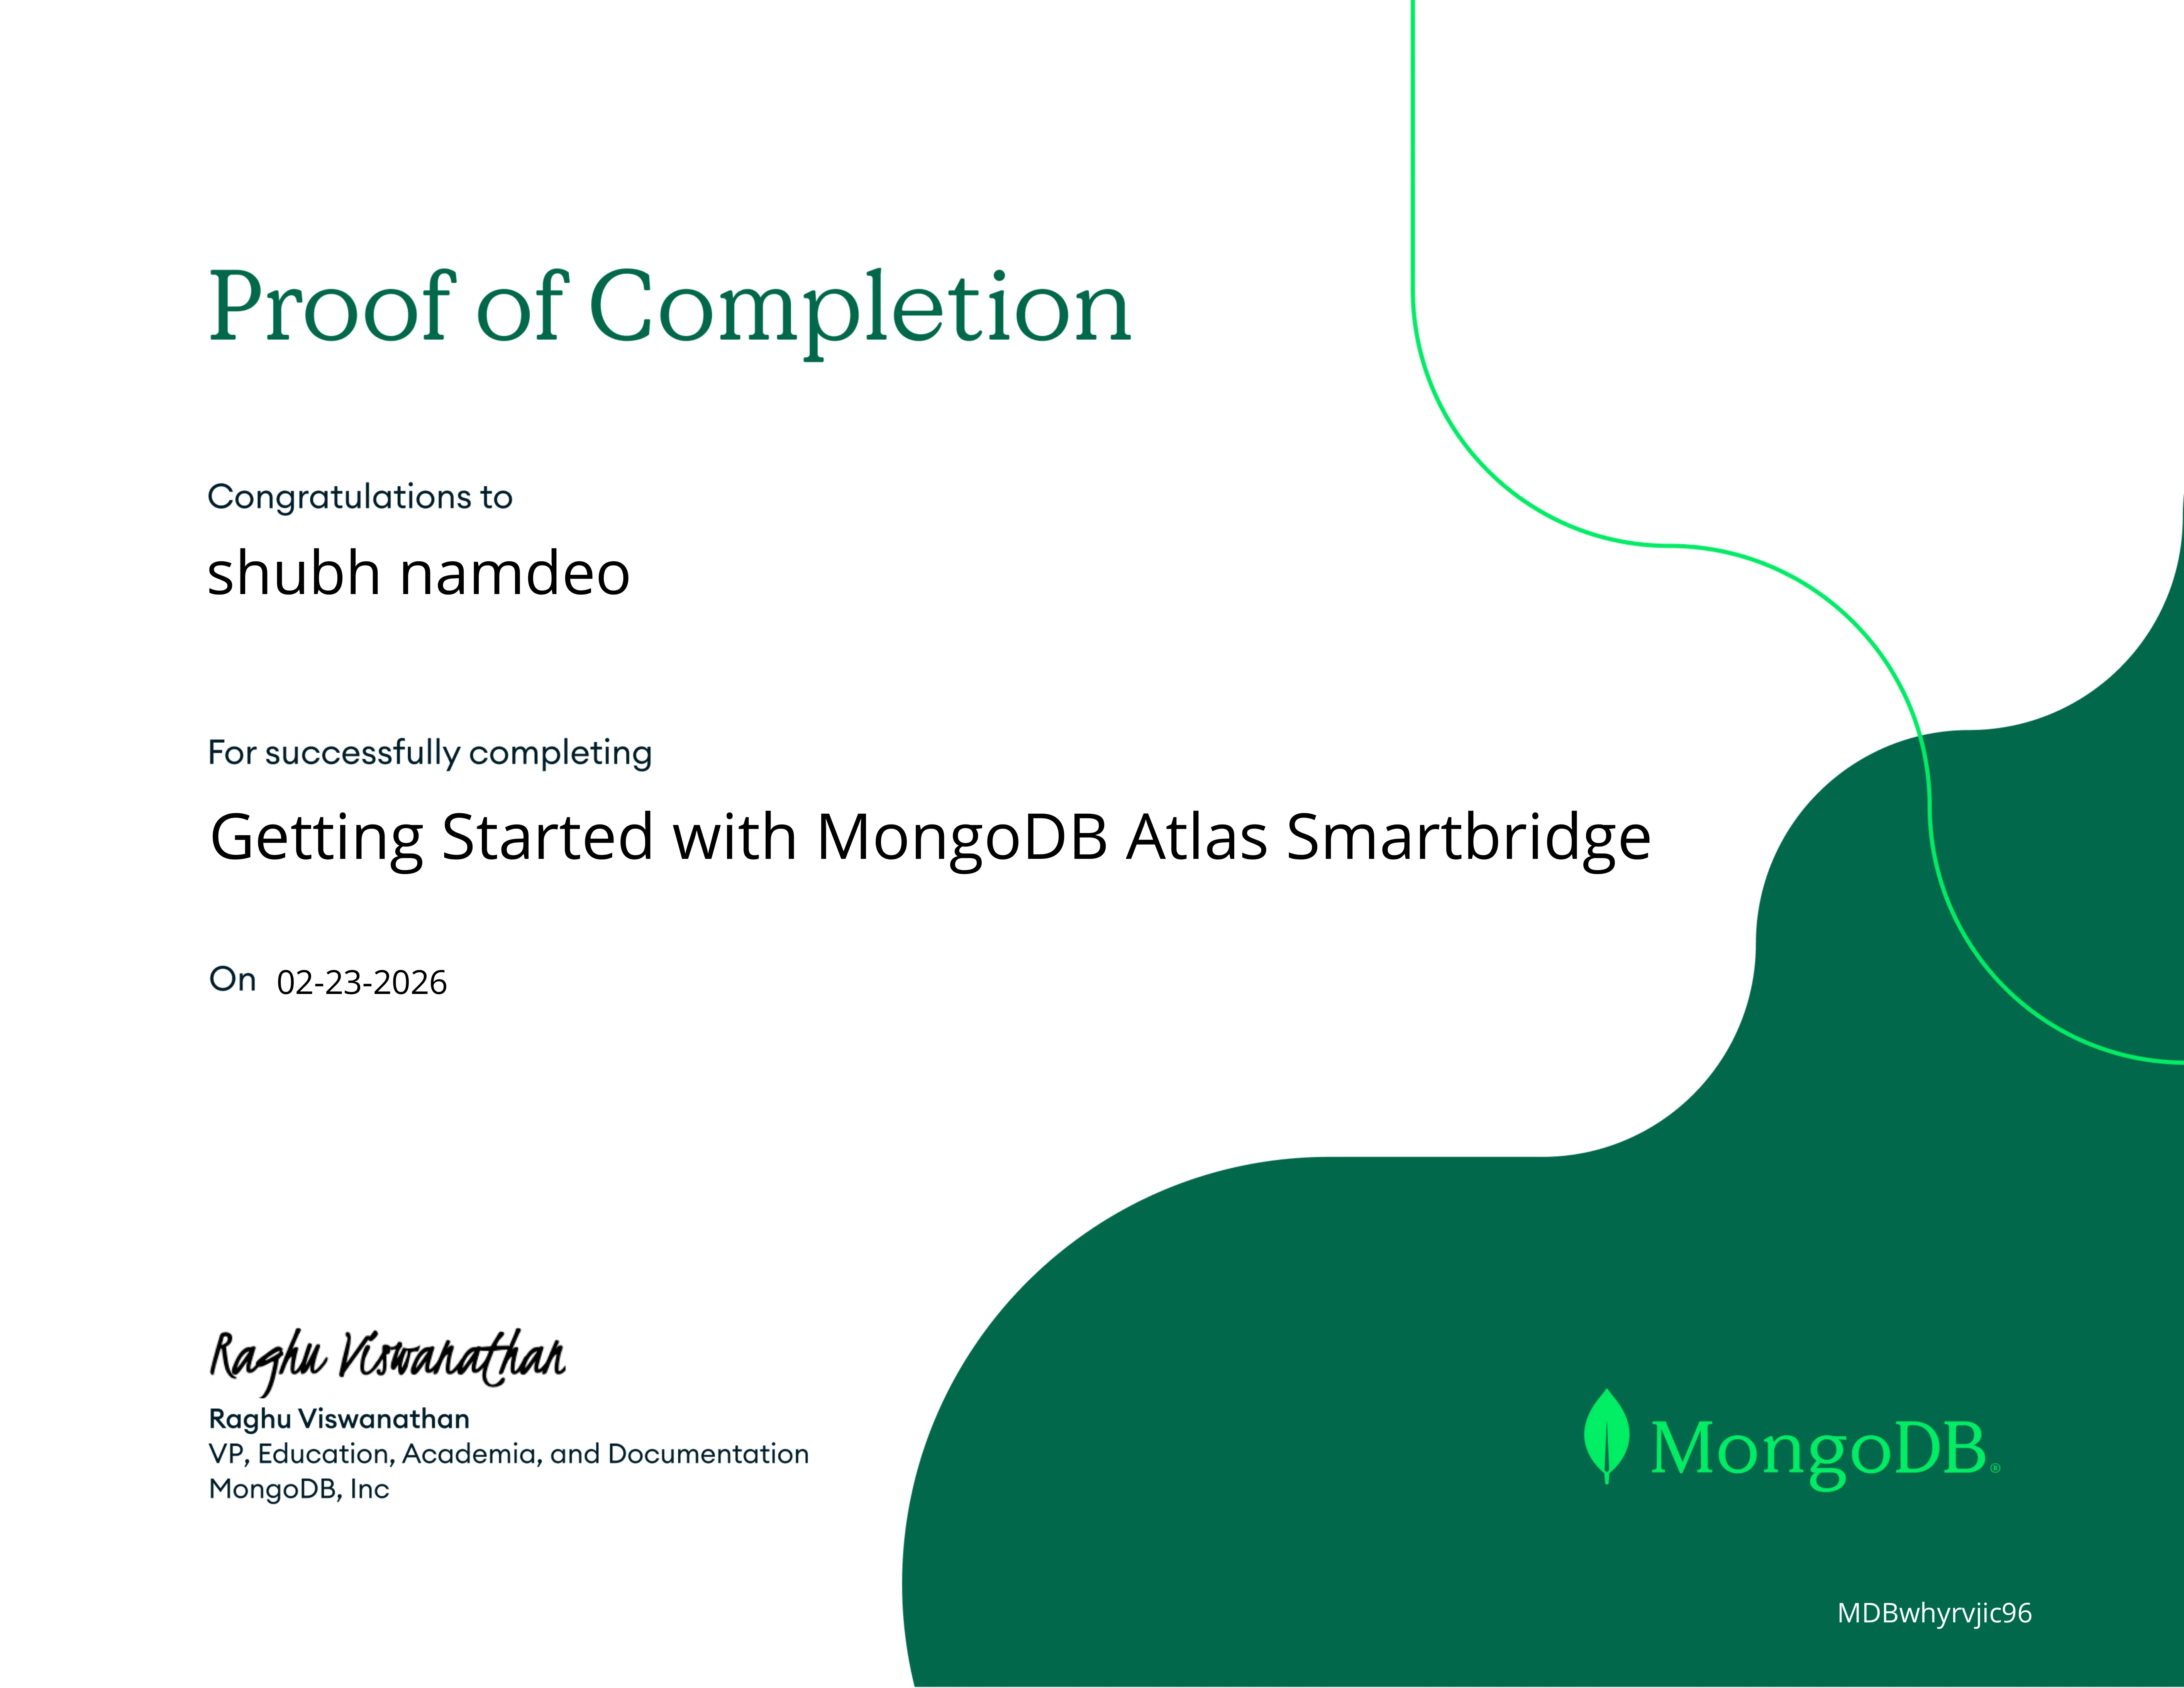 Proof of Completion
Congratulations to
shubh namdeo
For successfully completing
Getting Started with MongoDB Atlas Smartbridge
On 02-23-2026
Raghu Viswanathan
Raghu Viswanathan
VP, Education, Academia, and Documentation
MongoDB, Inc
MongoDB®
MDBwhyrvjic96